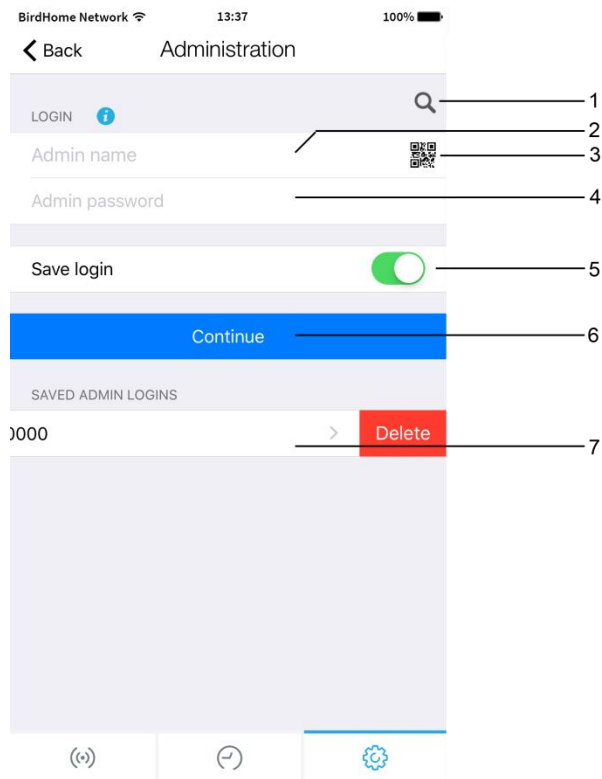 BirdHome Network 13:37 100%
Back Administration
1
LOGIN i
2
Admin name
3
Admin password
4
Save login
5
Continue
6
SAVED ADMIN LOGINS
0000 Delete
7